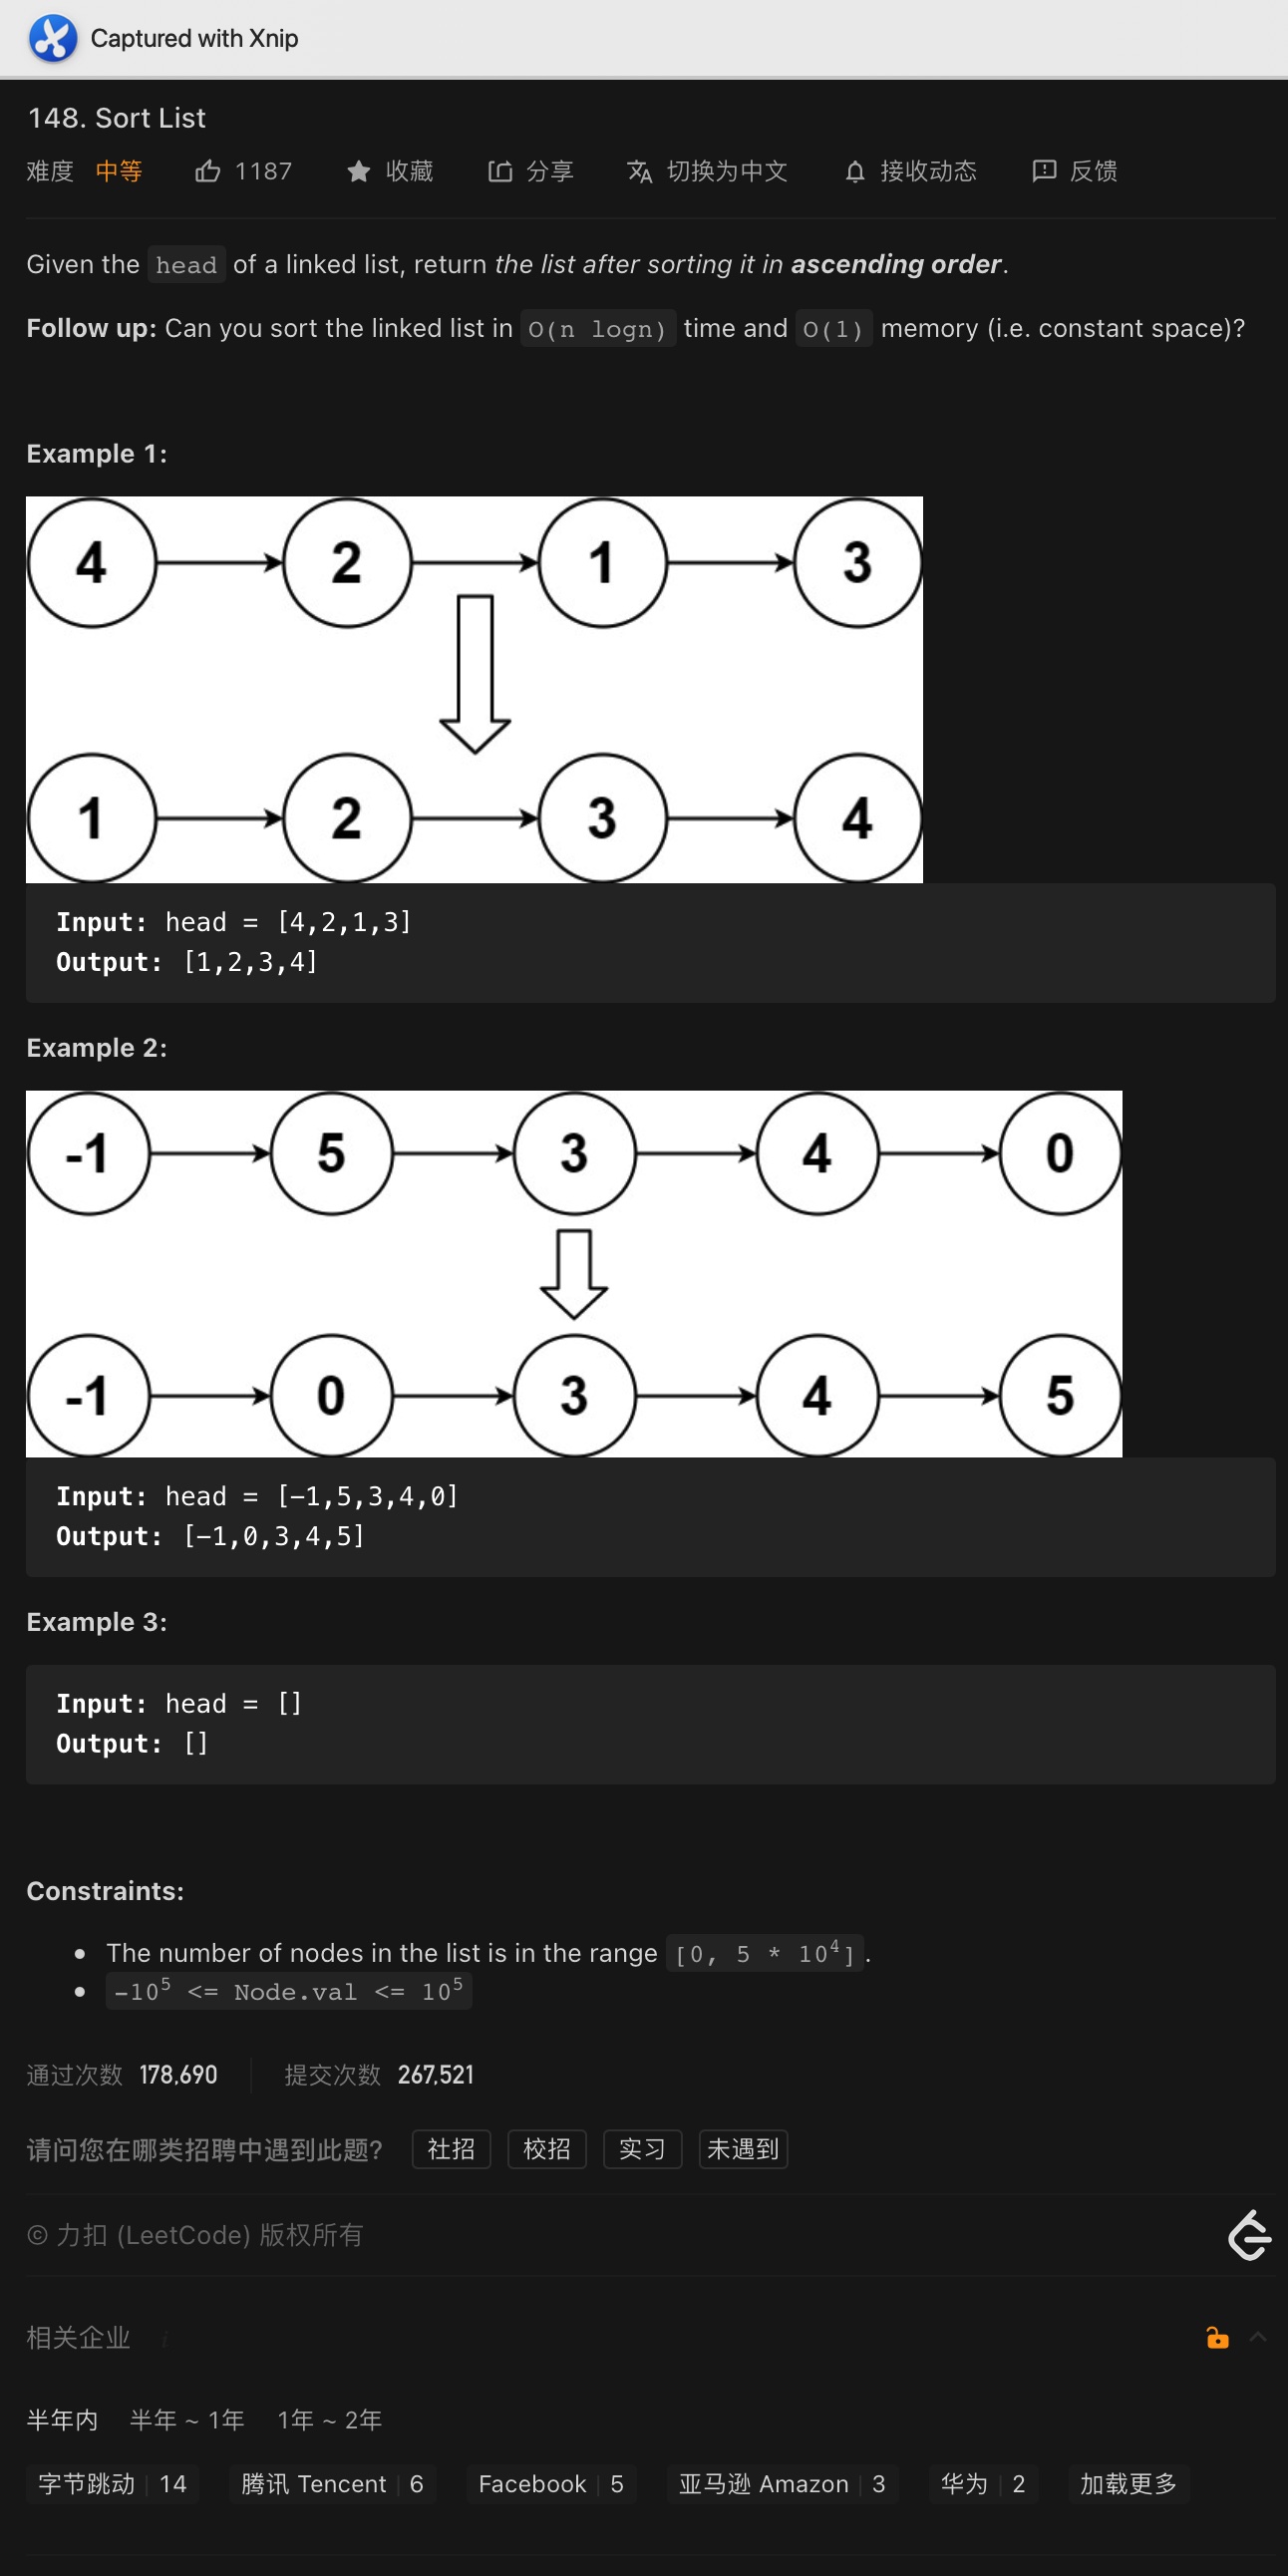 Captured with Xnip
148. Sort List
难度 中等 1187 收藏 分享 切换为中文 接收动态 反馈
Given the head of a linked list, return the list after sorting it in ascending order.
Follow up: Can you sort the linked list in O(n logn) time and O(1) memory (i.e. constant space)?
Example 1:
4 2 1 3
1 2 3 4
Input: head = [4,2,1,3]
Output: [1,2,3,4]
Example 2:
-1 5 3 4 0
-1 0 3 4 5
Input: head = [-1,5,3,4,0]
Output: [-1,0,3,4,5]
Example 3:
Input: head = []
Output: []
Constraints:
The number of nodes in the list is in the range [0, 5 * 10⁴].
-10⁵ <= Node.val <= 10⁵
通过次数 178,690 提交次数 267,521
请问您在哪类招聘中遇到此题? 社招 校招 实习 未遇到
© 力扣 (LeetCode) 版权所有
相关企业 i
半年内 半年 ~ 1年 1年 ~ 2年
字节跳动 14 腾讯 Tencent 6 Facebook 5 亚马逊 Amazon 3 华为 2 加载更多